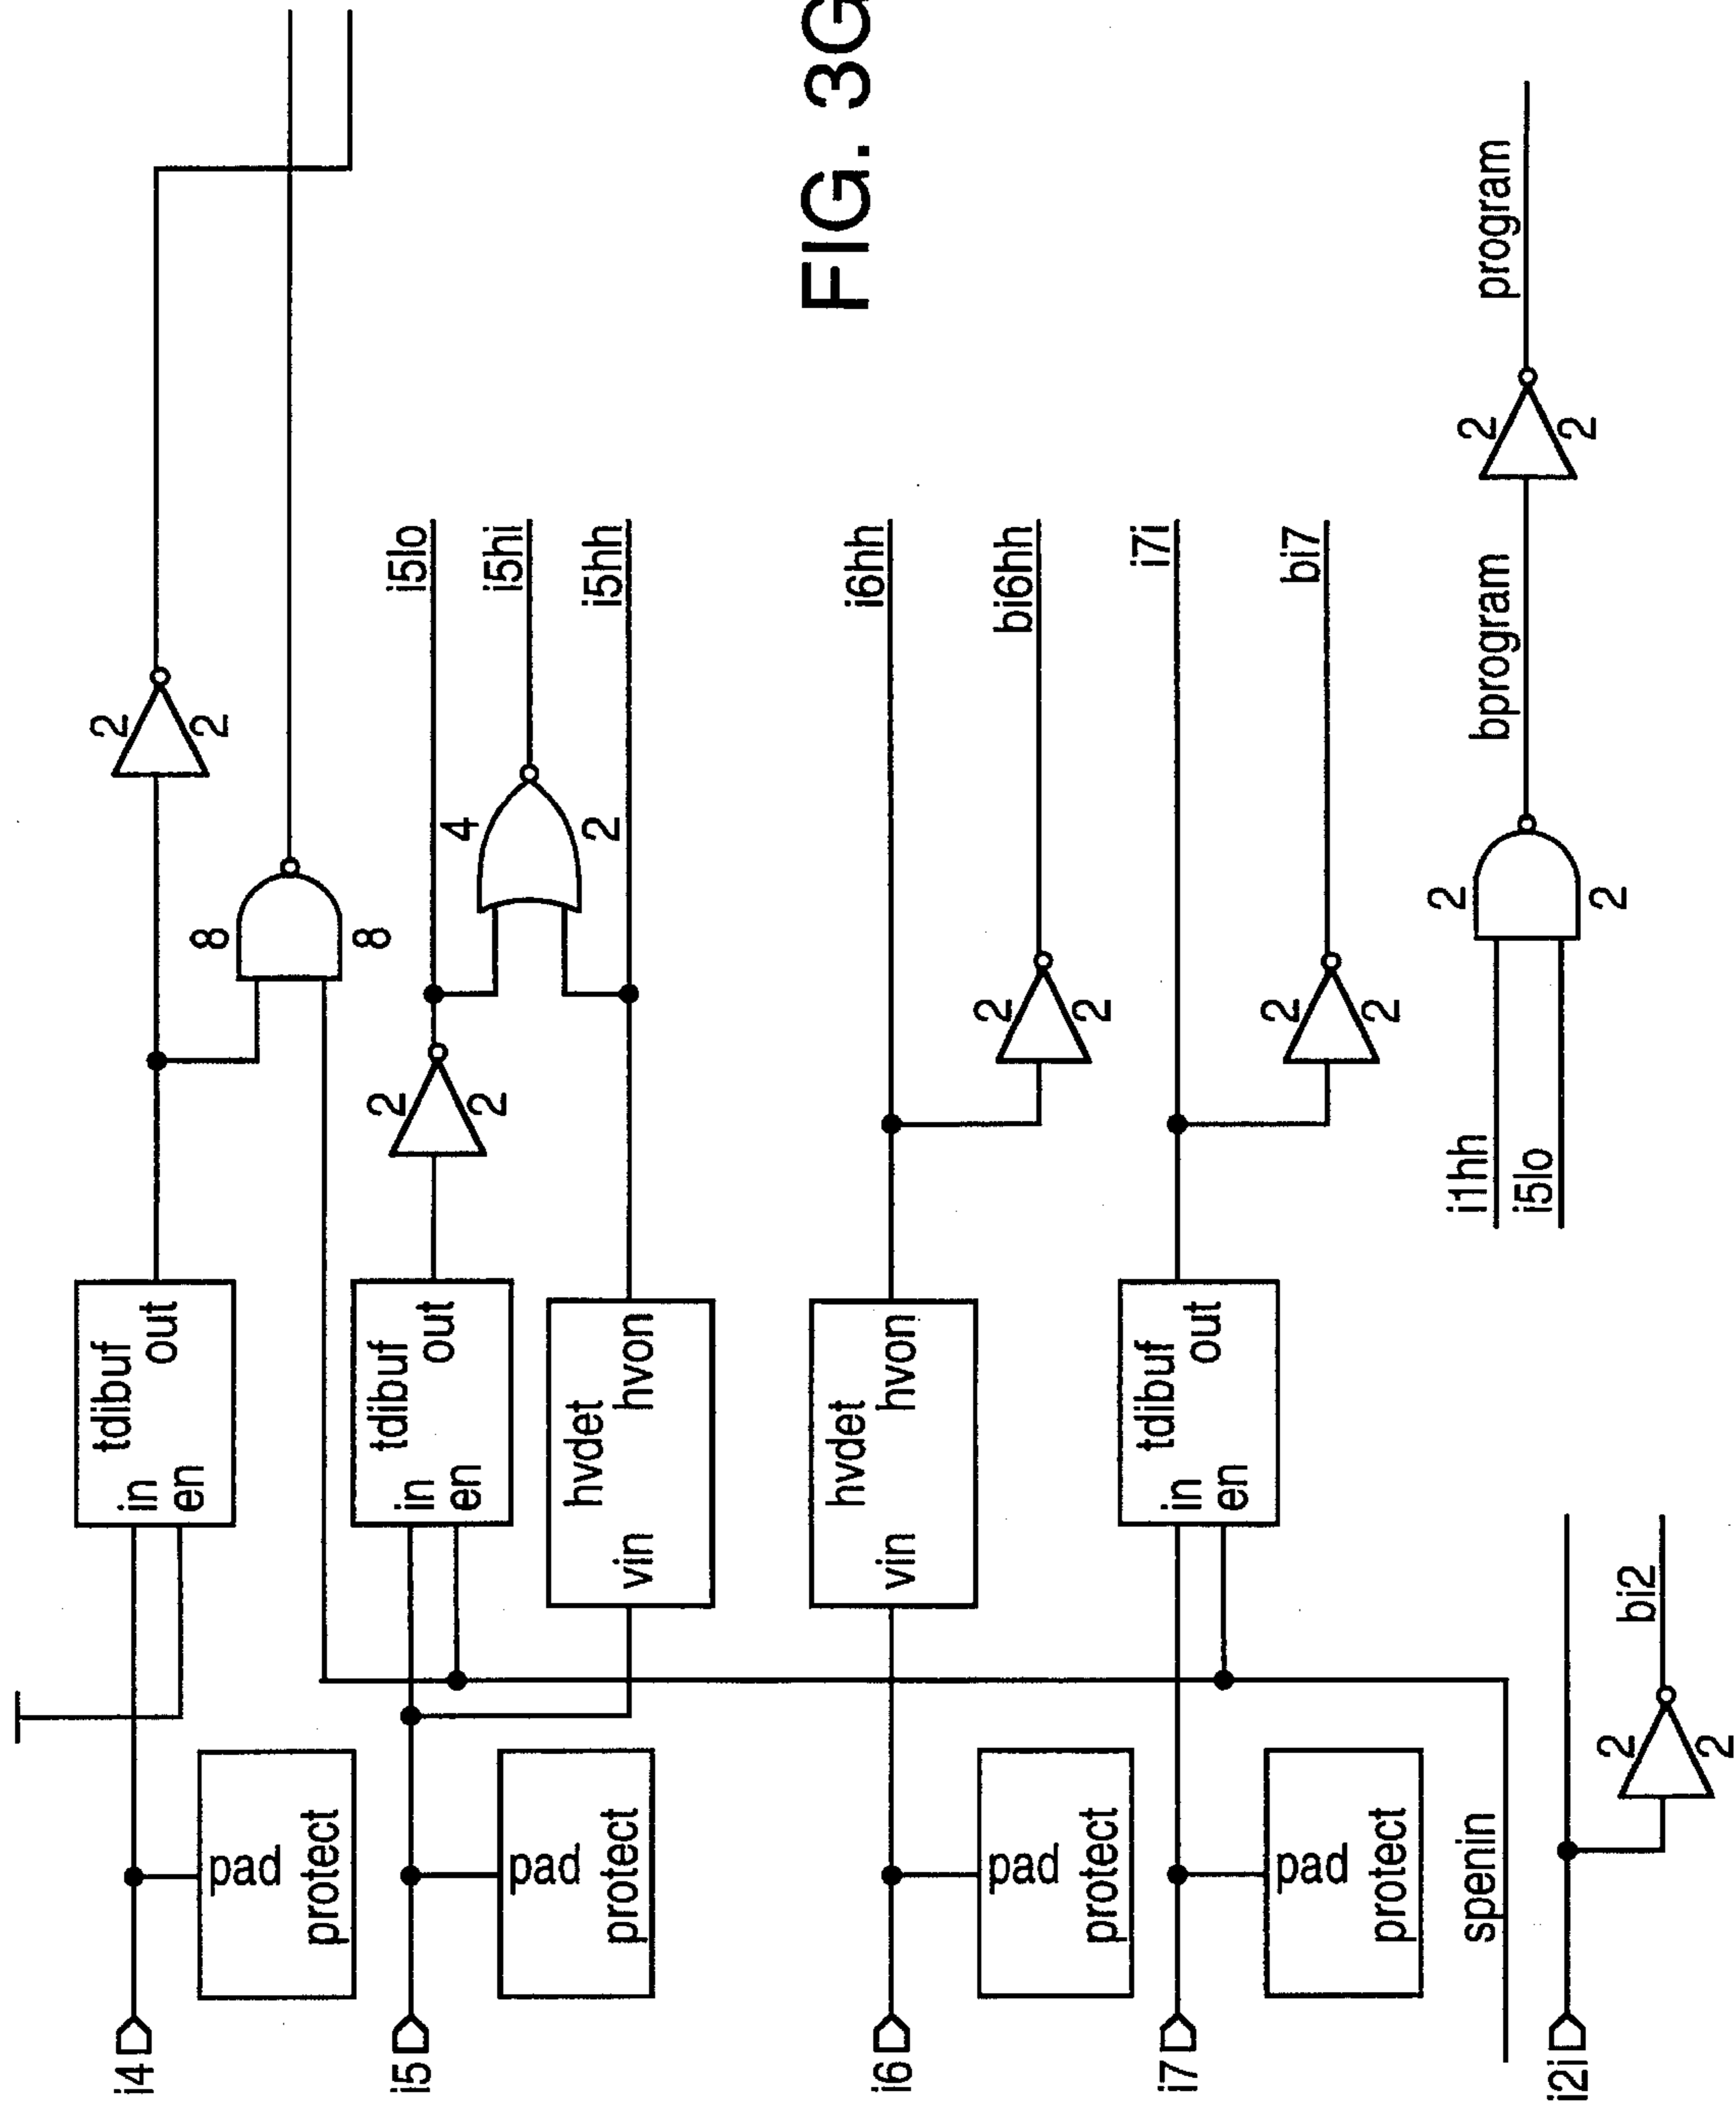 i4
pad
protect
tdibuf
in
out
en
2
2
8
8
i5
pad
protect
tdibuf
in
out
en
2
2
i5lo
4
2
i5hi
hvdet
vin
hvon
i5hh
FIG. 3G
i6
pad
protect
hvdet
vin
hvon
i6hh
2
2
bi6hh
i7
pad
protect
tdibuf
in
out
en
i7i
2
2
bi7
spenin
i1hh
i5lo
2
2
bprogram
2
2
program
i2i
2
2
bi2